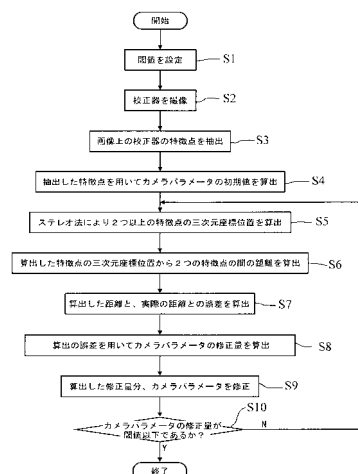 開始
閾値を設定 S1
校正器を撮像 S2
画像上の校正器の特徴点を抽出 S3
抽出した特徴点を用いてカメラパラメータの初期値を算出 S4
ステレオ法により2つ以上の特徴点の三次元座標位置を算出 S5
算出した特徴点の三次元座標位置から2つの特徴点の間の距離を算出 S6
算出した距離と、実際の距離との誤差を算出 S7
算出の誤差を用いてカメラパラメータの修正量を算出 S8
算出した修正量分、カメラパラメータを修正 S9
S10
カメラパラメータの修正量が N
閾値以下であるか?
Y
終了